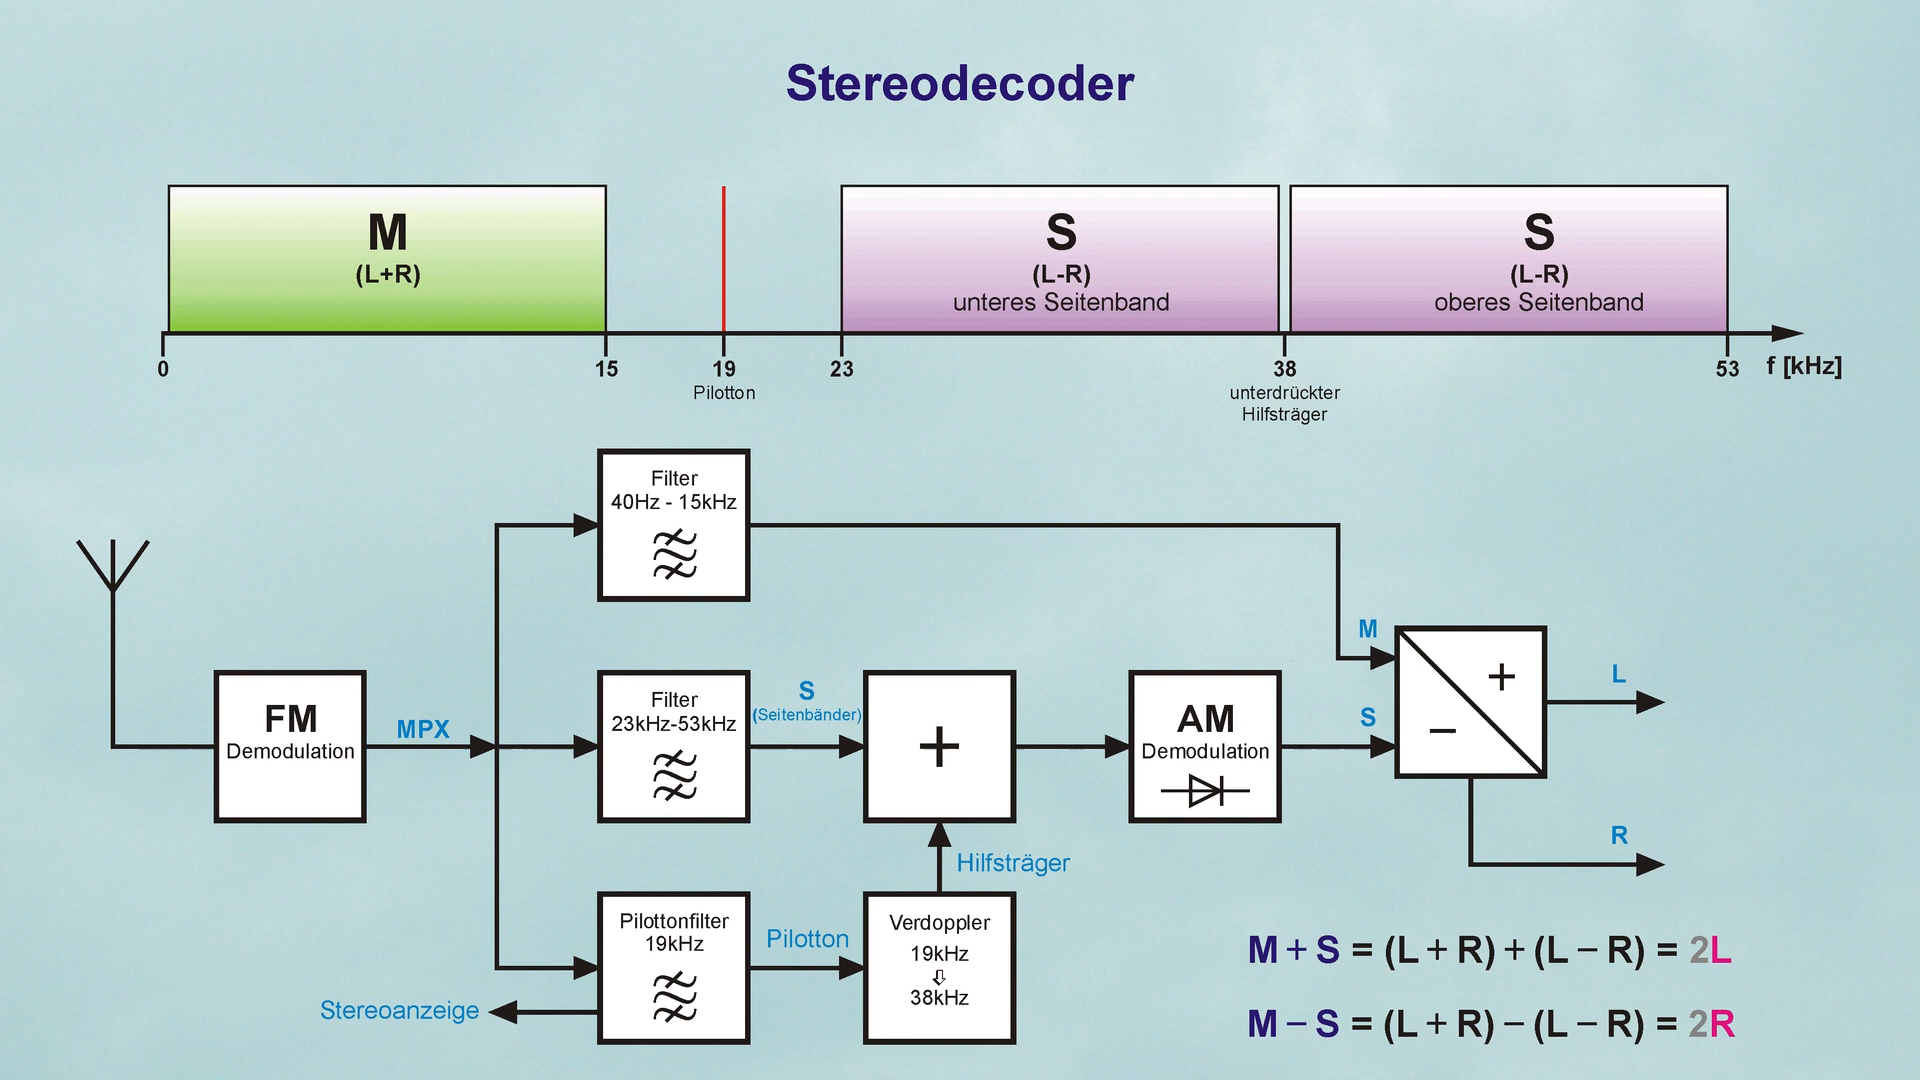 Stereodecoder
M
(L+R)
S
(L-R)
unteres Seitenband
S
(L-R)
oberes Seitenband
0
15
19
Pilotton
23
38
unterdrückter
Hilfsträger
53
f [kHz]
Filter
40Hz - 15kHz
FM
Demodulation
MPX
Filter
23kHz-53kHz
S
(Seitenbänder)
+
AM
Demodulation
M
S
+
−
L
R
Hilfsträger
Pilottonfilter
19kHz
Pilotton
Verdoppler
19kHz
38kHz
Stereoanzeige
M + S = (L + R) + (L − R) = 2L
M − S = (L + R) − (L − R) = 2R